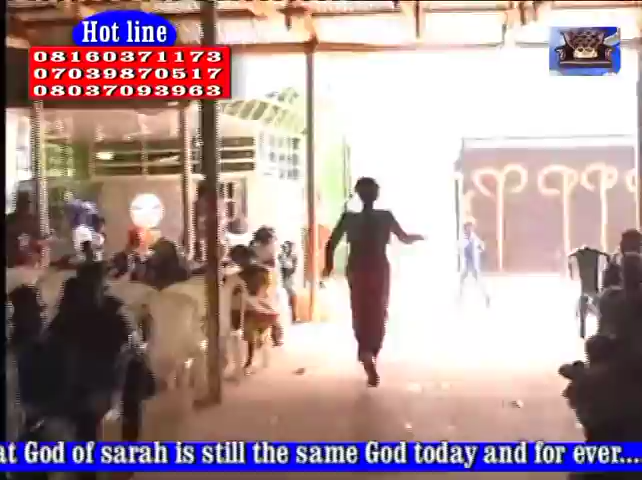 Hot line
08160371173
07039870517
08037093963
at God of sarah is still the same God today and for ever....